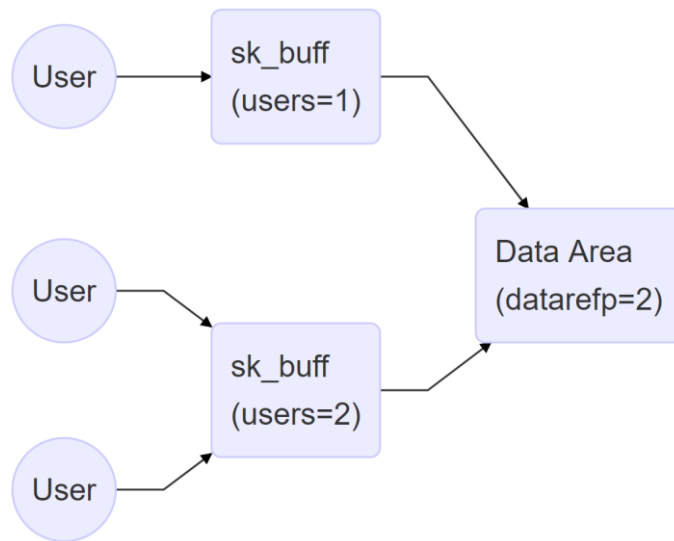 User
sk_buff
(users=1)
Data Area
(datarefp=2)
User
sk_buff
(users=2)
User